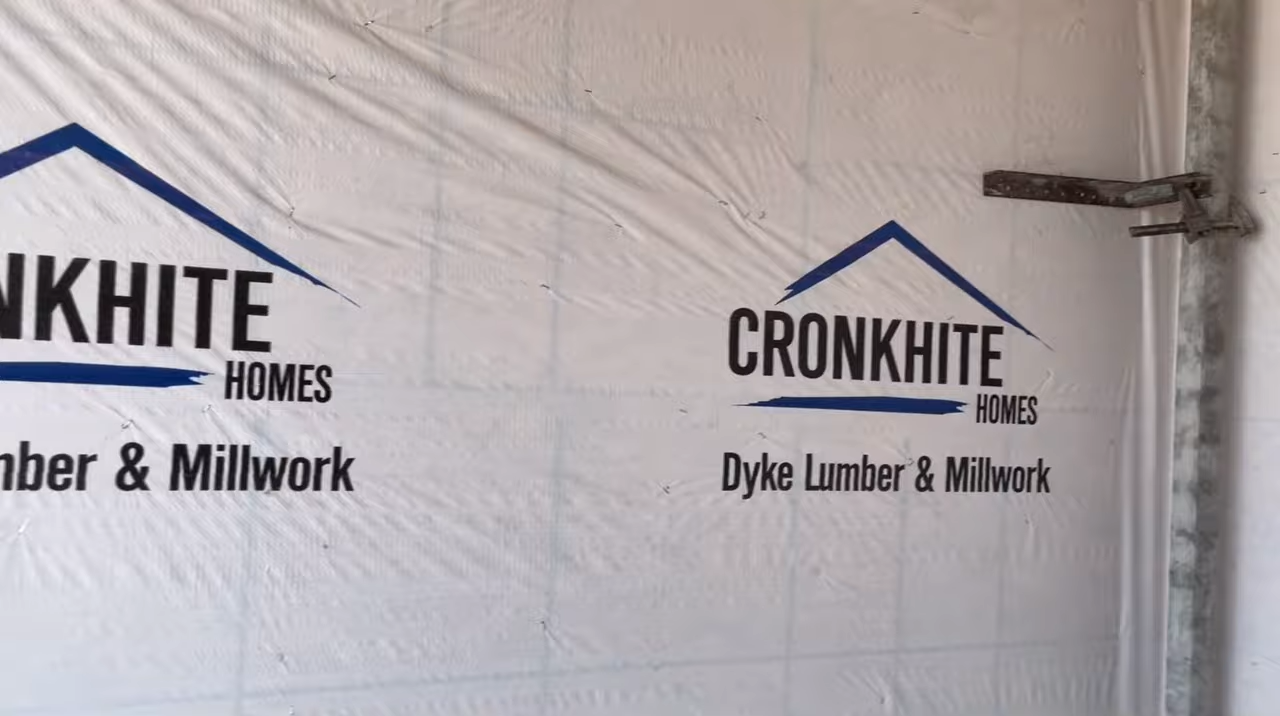 NKHITE
HOMES
mber & Millwork
CRONKHITE
HOMES
Dyke Lumber & Millwork